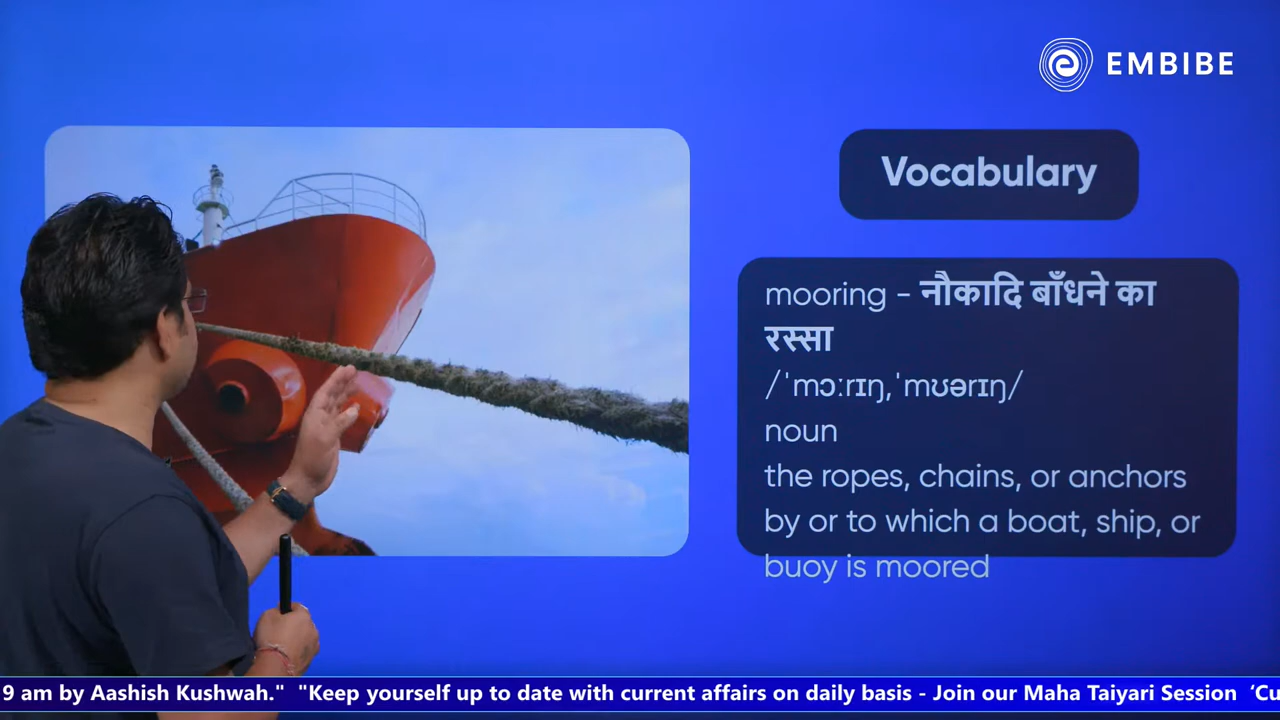 EMBIBE
Vocabulary
mooring - नौकादि बाँधने का
रस्सा
/ˈmɔːrɪŋ,ˈmʊərɪŋ/
noun
the ropes, chains, or anchors
by or to which a boat, ship, or
buoy is moored
9 am by Aashish Kushwah." "Keep yourself up to date with current affairs on daily basis - Join our Maha Taiyari Session ‘Cu